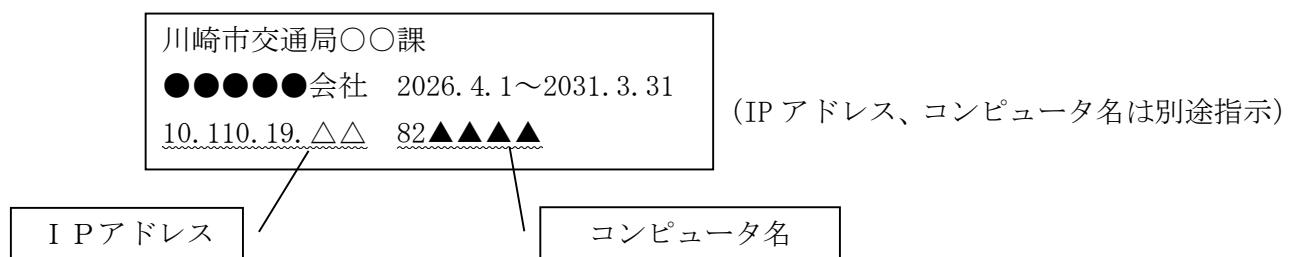 川崎市交通局○○課
●●●●●会社 2026.4.1～2031.3.31
(IP アドレス、コンピュータ名は別途指示)
10.110.19.△△ 82▲▲▲▲
ＩＰアドレス
コンピュータ名